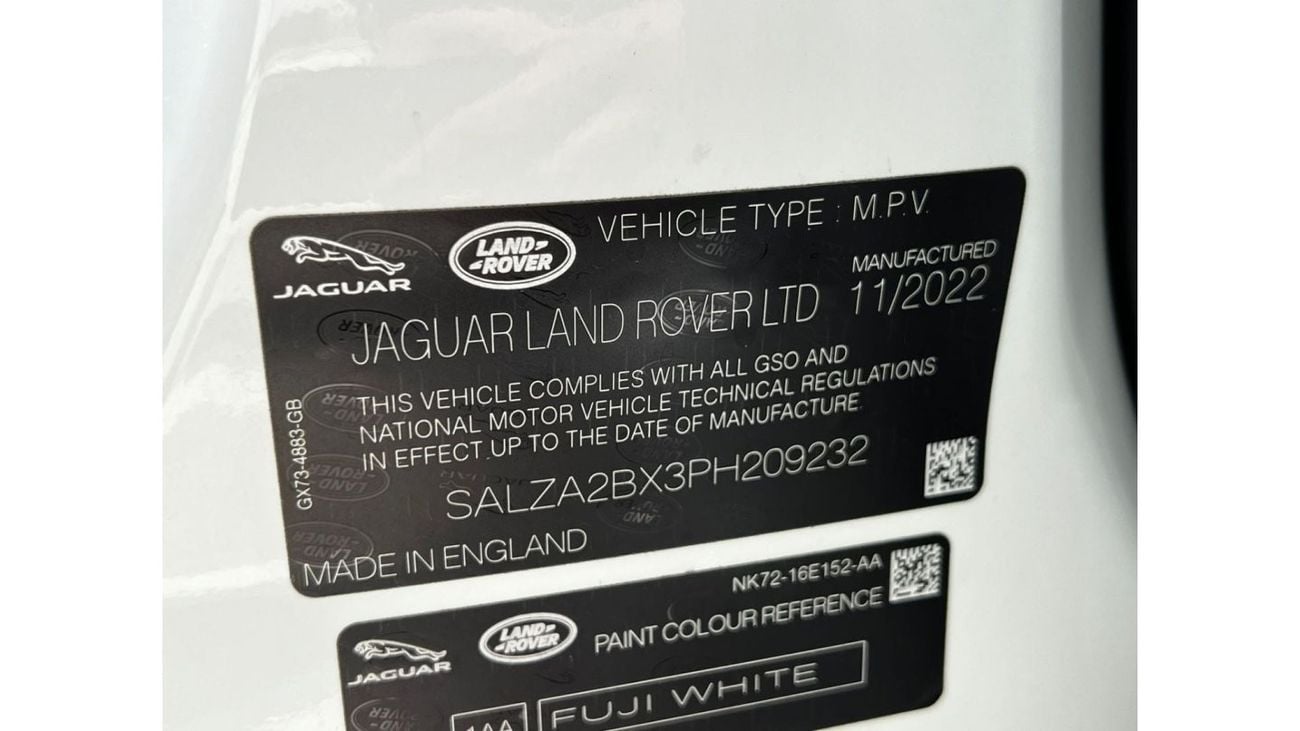 JAGUAR
LAND-
-ROVER
VEHICLE TYPE : M.P.V.
MANUFACTURED
11/2022
JAGUAR LAND ROVER LTD
THIS VEHICLE COMPLIES WITH ALL GSO AND
NATIONAL MOTOR VEHICLE TECHNICAL REGULATIONS
IN EFFECT UP TO THE DATE OF MANUFACTURE
SALZA2BX3PH209232
MADE IN ENGLAND
GX73-4883-GB
NK72-16E152-AA
JAGUAR
LAND-
-ROVER
PAINT COLOUR REFERENCE
1AA
FUJI WHITE